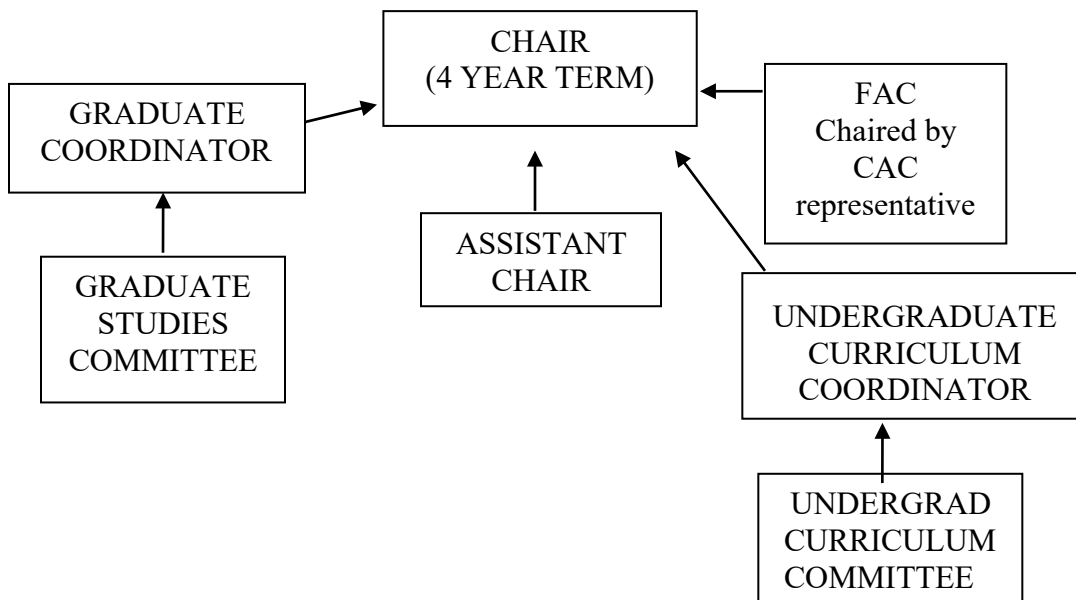 CHAIR
(4 YEAR TERM)
GRADUATE
COORDINATOR
FAC
Chaired by
CAC
representative
ASSISTANT
CHAIR
GRADUATE
STUDIES
COMMITTEE
UNDERGRADUATE
CURRICULUM
COORDINATOR
UNDERGRAD
CURRICULUM
COMMITTEE